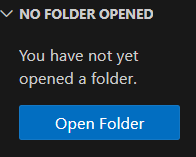 NO FOLDER OPENED
You have not yet
opened a folder.
Open Folder